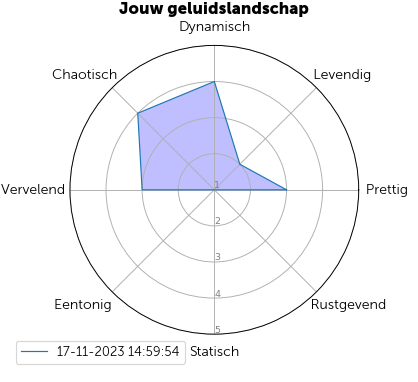 Jouw geluidslandschap
Dynamisch
Chaotisch
Levendig
Vervelend
Prettig
1
2
3
4
5
Eentonig
Rustgevend
17-11-2023 14:59:54
Statisch